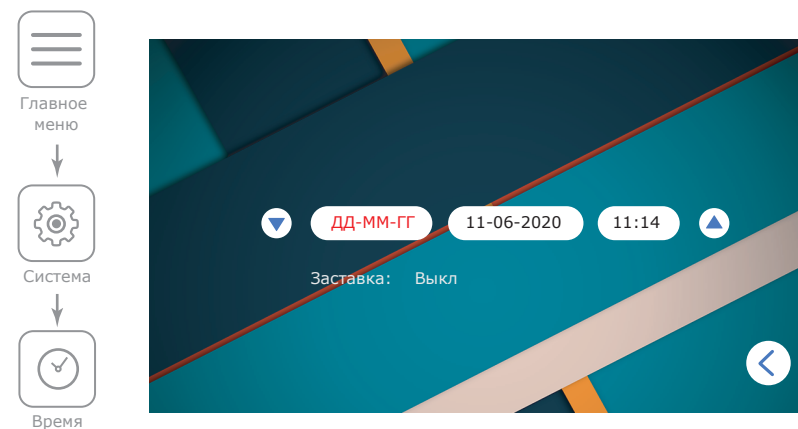 Главное
меню
Система
Время
ДД-ММ-ГГ 11-06-2020 11:14
Заставка: Выкл